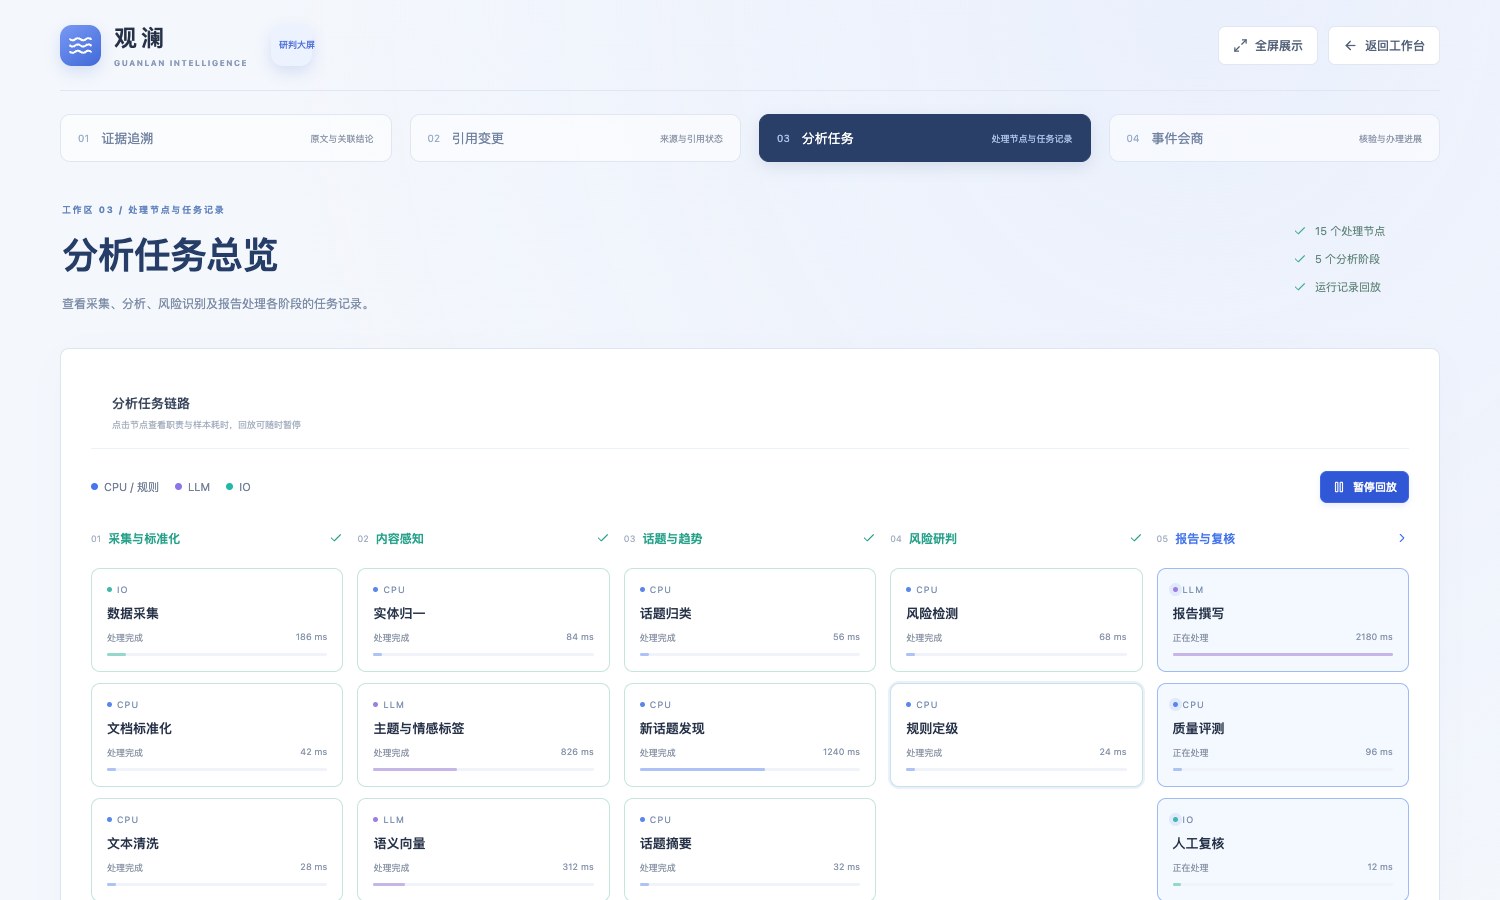 观澜
GUANLAN INTELLIGENCE
研判大屏
全屏展示
返回工作台
01 证据追溯 原文与关联结论
02 引用变更 来源与引用状态
03 分析任务 处理节点与任务记录
04 事件会商 核验与办理进展
工作区 03 / 处理节点与任务记录
分析任务总览
查看采集、分析、风险识别及报告处理各阶段的任务记录。
15 个处理节点
5 个分析阶段
运行记录回放
分析任务链路
点击节点查看职责与样本耗时，回放可随时暂停
CPU / 规则 LLM IO
暂停回放
01 采集与标准化
02 内容感知
03 话题与趋势
04 风险研判
05 报告与复核
IO
数据采集
处理完成 186 ms
CPU
实体归一
处理完成 84 ms
CPU
话题归类
处理完成 56 ms
CPU
风险检测
处理完成 68 ms
LLM
报告撰写
正在处理 2180 ms
CPU
文档标准化
处理完成 42 ms
LLM
主题与情感标签
处理完成 826 ms
CPU
新话题发现
处理完成 1240 ms
CPU
规则定级
处理完成 24 ms
CPU
质量评测
正在处理 96 ms
CPU
文本清洗
处理完成 28 ms
LLM
语义向量
处理完成 312 ms
CPU
话题摘要
处理完成 32 ms
IO
人工复核
正在处理 12 ms